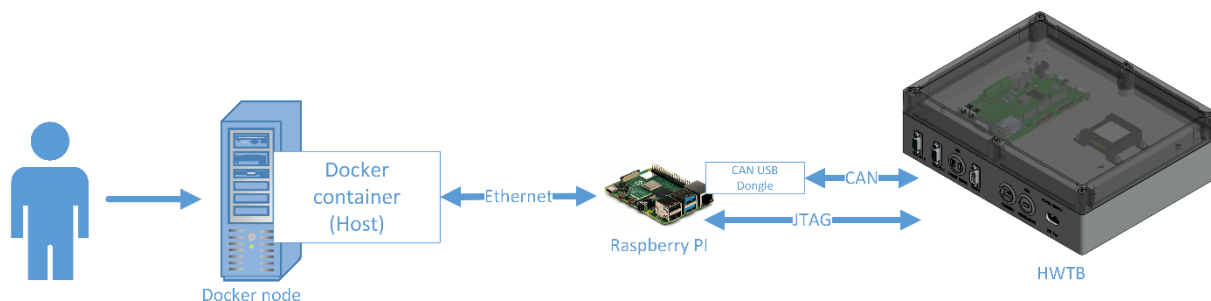 Docker
container
(Host)
Ethernet
CAN USB
Dongle
CAN
JTAG
Raspberry PI
HWTB
Docker node